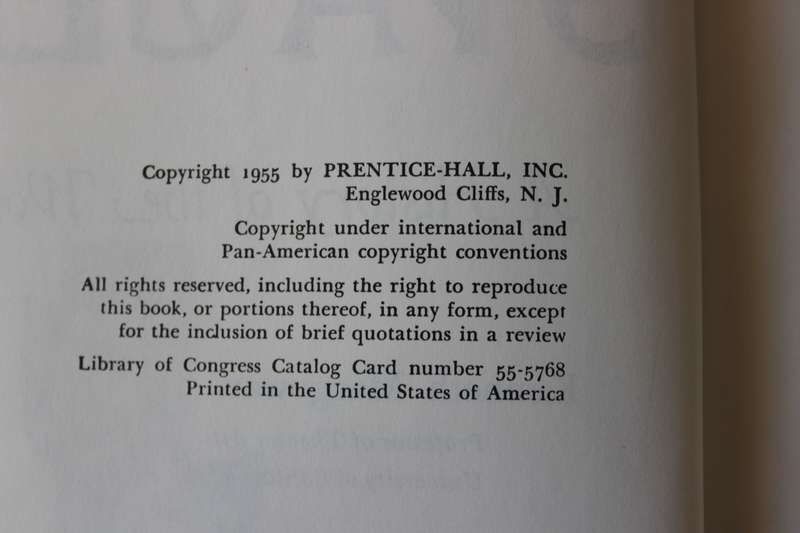 Copyright 1955 by PRENTICE-HALL, INC.
Englewood Cliffs, N. J.
Copyright under international and
Pan-American copyright conventions
All rights reserved, including the right to reproduce
this book, or portions thereof, in any form, except
for the inclusion of brief quotations in a review
Library of Congress Catalog Card number 55-5768
Printed in the United States of America